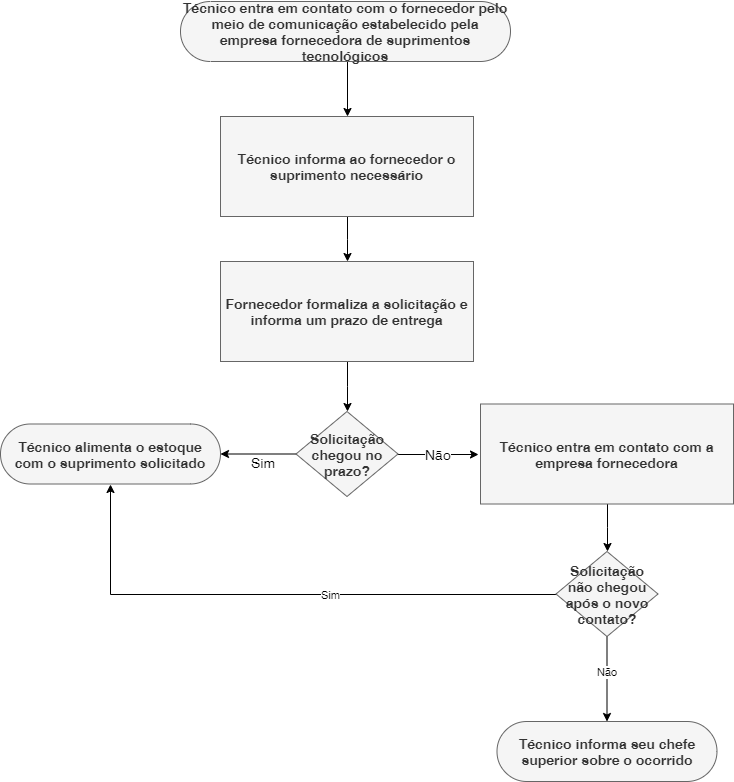 Técnico entra em contato com o fornecedor pelo
meio de comunicação estabelecido pela
empresa fornecedora de suprimentos
tecnológicos
Técnico informa ao fornecedor o
suprimento necessário
Fornecedor formaliza a solicitação e
informa um prazo de entrega
Solicitação
chegou no
prazo?
Sim
Não
Técnico alimenta o estoque
com o suprimento solicitado
Técnico entra em contato com a
empresa fornecedora
Solicitação
não chegou
após o novo
contato?
Sim
Não
Técnico informa seu chefe
superior sobre o ocorrido